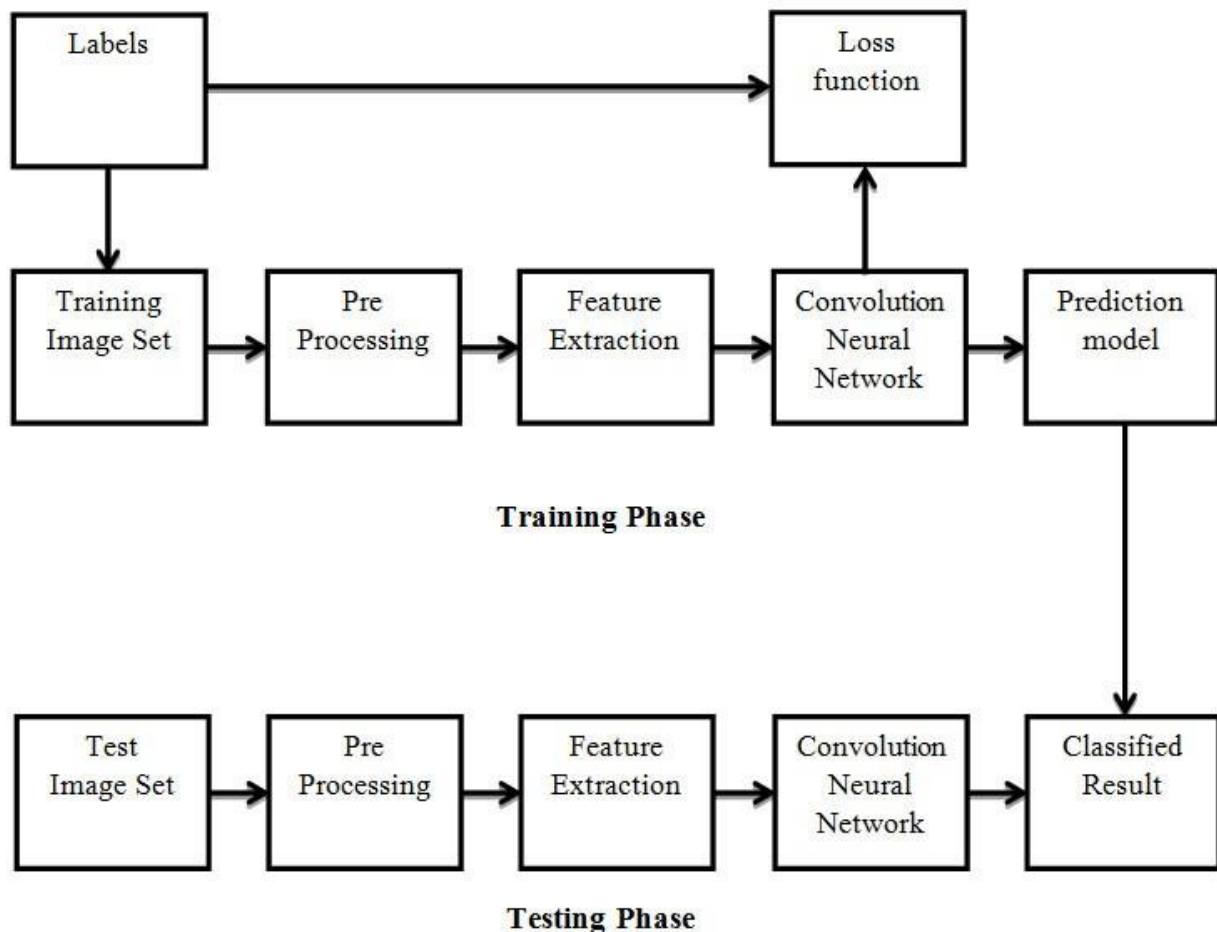 Labels
Loss
function
Training
Image Set
Pre
Processing
Feature
Extraction
Convolution
Neural
Network
Prediction
model
Training Phase
Test
Image Set
Pre
Processing
Feature
Extraction
Convolution
Neural
Network
Classified
Result
Testing Phase